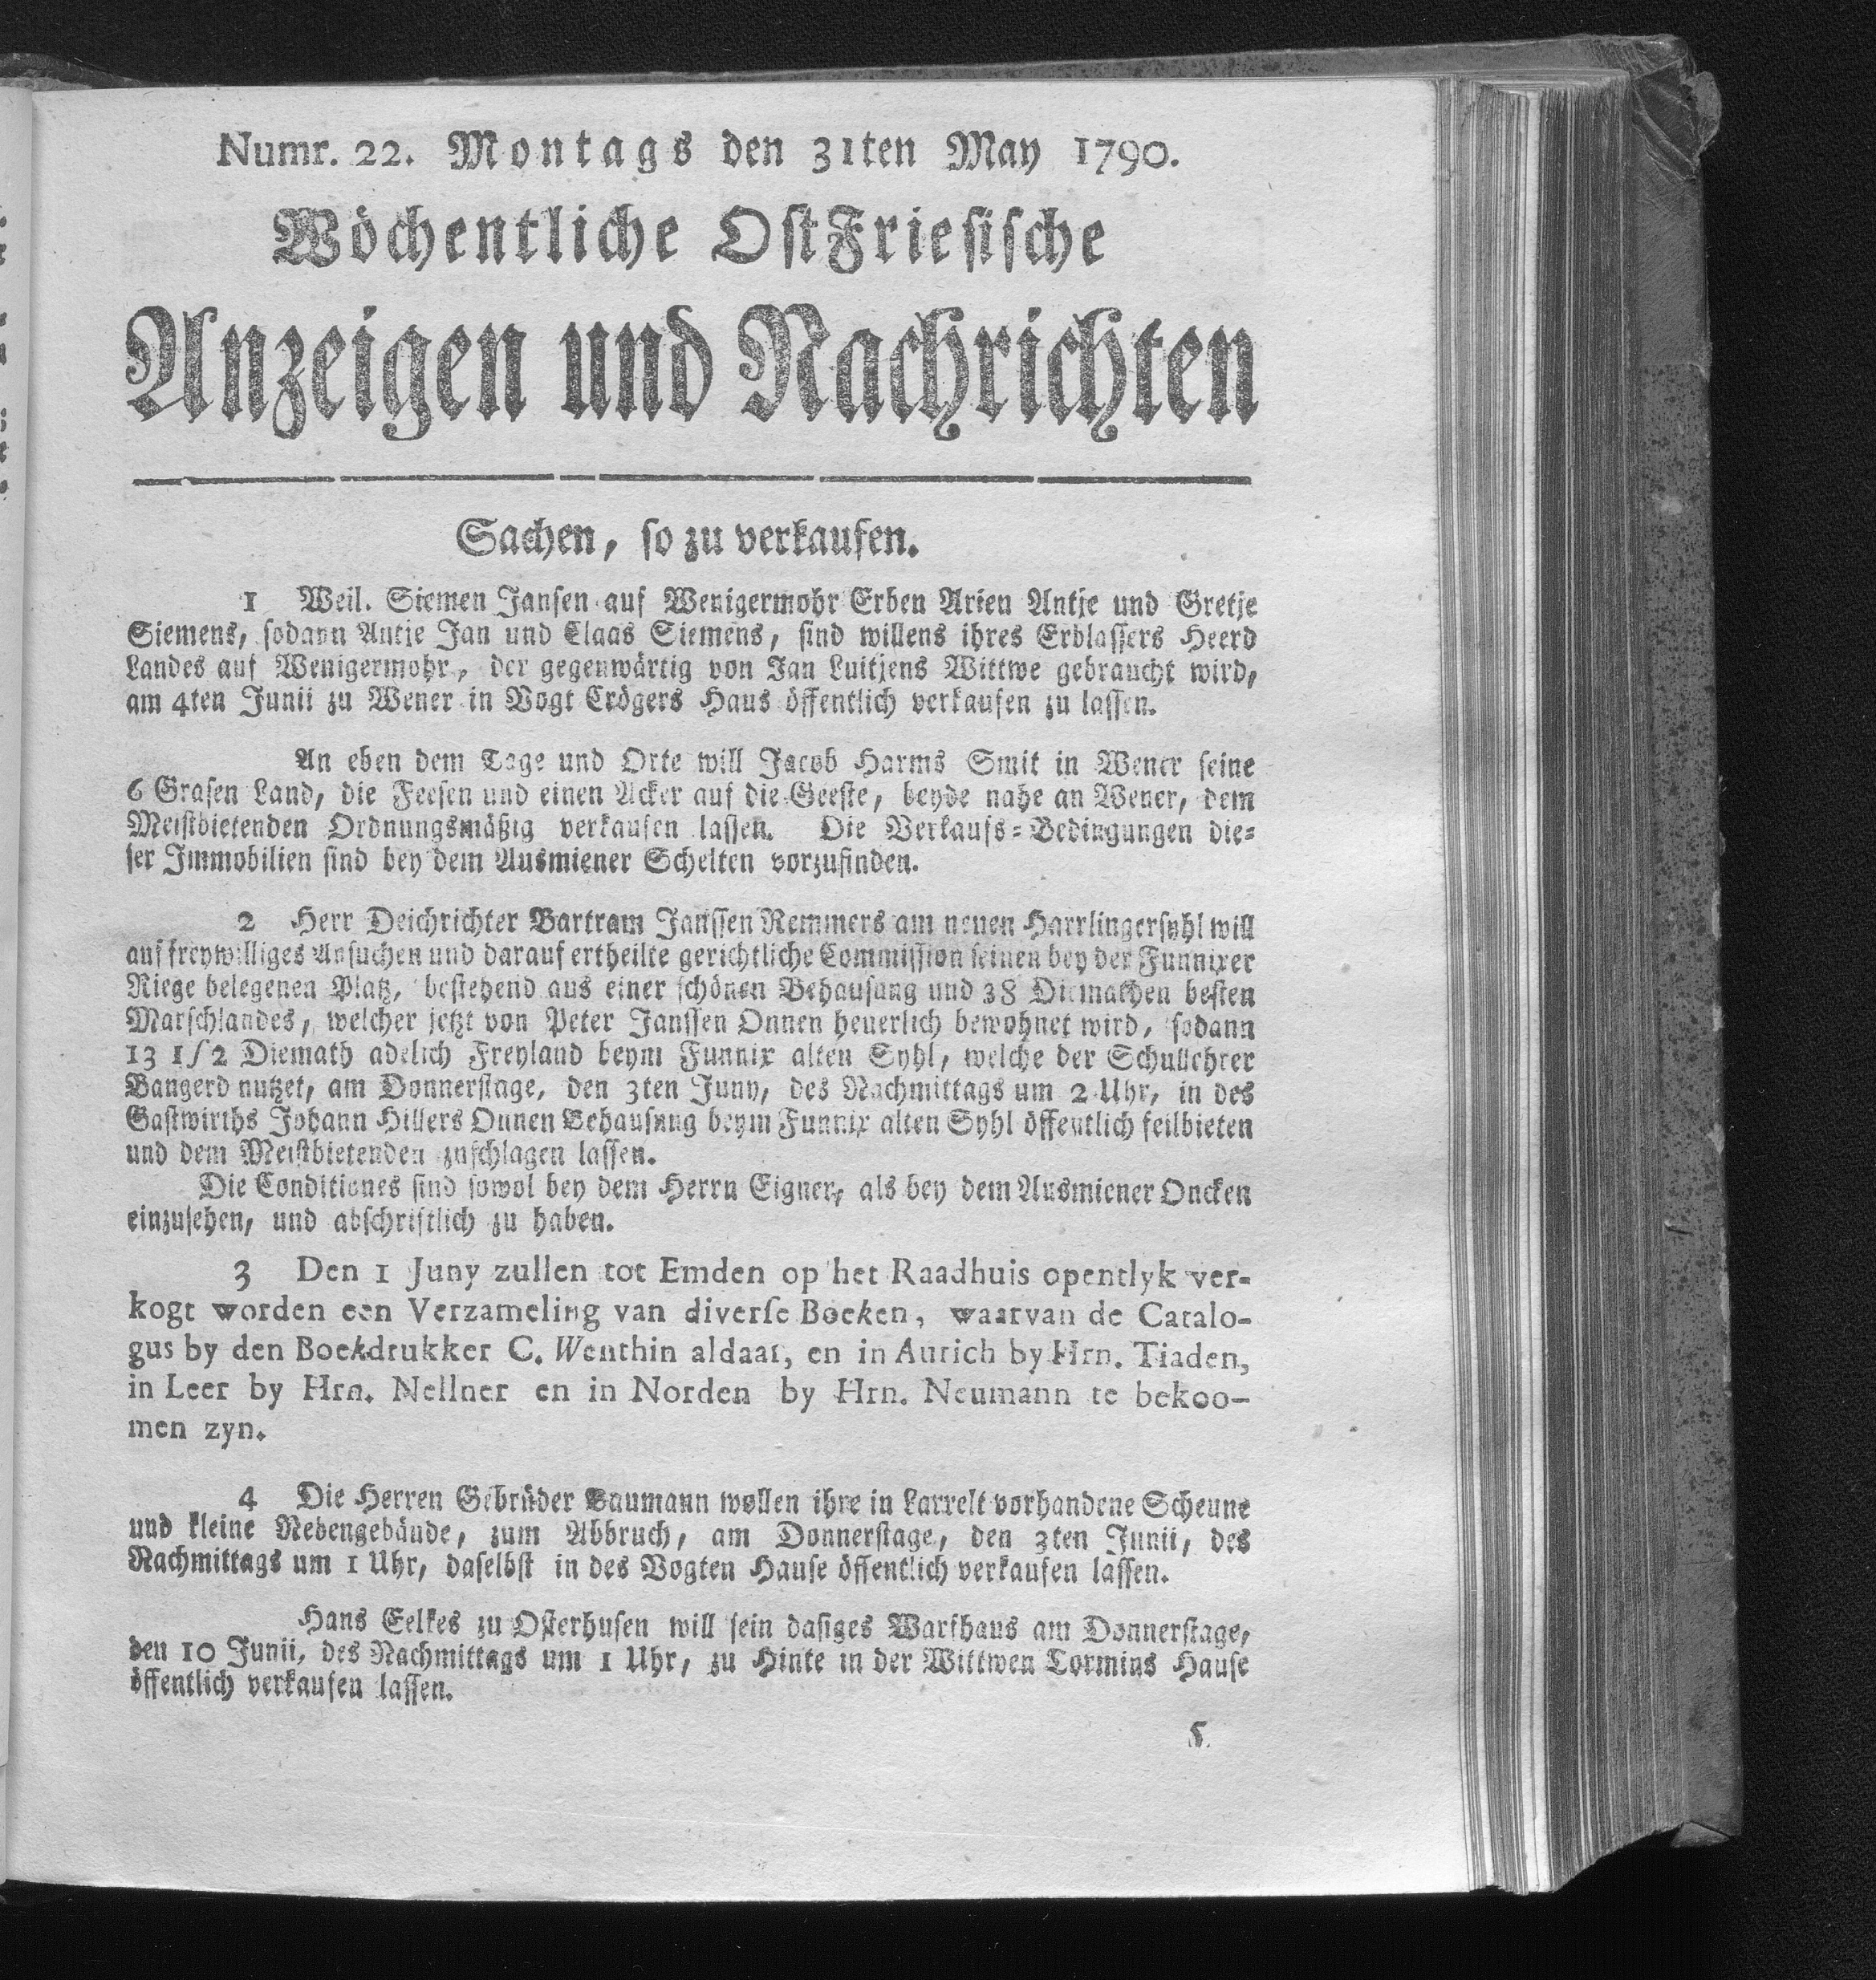 Numr. 22. Montags den 31ten May 1790.
Wöchentliche OstFriesische
Anzeigen und Nachrichten
Sachen, so zu verkaufen.
1 Weil. Siemen Jansen auf Wenigermohr Erben Arien Antje und Gretje
Siemens, sodann Antje Jan und Claas Siemens, sind willens ihres Erblassers Heerd
Landes auf Wenigermohr, der gegenwärtig von Jan Luitjens Wittwe gebraucht wird,
am 4ten Junii zu Wener in Vogt Crögers Haus öffentlich verkaufen zu lassen.
An eben dem Tage und Orte will Jacob Harms Smit in Wener seine
6 Grasen Land, die Feesen und einen Acker auf die Geeste, beyde nahe an Wener, dem
Meistbietenden Ordnungsmäßig verkaufen lassen. Die Verkaufs-Bedingungen die-
ser Immobilien sind bey dem Ausmiener Schelten vorzufinden.
2 Herr Deichrichter Bartram Janssen Remmers am neuen Harrlingersyhl will
auf freywilliges Ansuchen und darauf ertheilte gerichtliche Commission seinen bey der Funnixer
Riege belegenen Platz, bestehend aus einer schönen Behausung und 38 Diemathen besten
Marschlandes, welcher jetzt von Peter Janssen Onnen heuerlich bewohnet wird, sodann
13 1/2 Diemath adelich Freyland beym Funnix alten Syhl, welche der Schullehrer
Bangerd nutzet, am Donnerstage, den 3ten Juny, des Nachmittags um 2 Uhr, in des
Gastwirths Johann Hillers Onnen Behausung beym Funnix alten Syhl öffentlich feilbieten
und dem Meistbietenden zuschlagen lassen.
Die Conditiones sind sowol bey dem Herrn Eigner, als bey dem Ausmiener Oncken
einzusehen, und abschriftlich zu haben.
3 Den 1 Juny zullen tot Emden op het Raadhuis opentlyk ver-
kogt worden een Verzameling van diverse Boeken, waarvan de Catalo-
gus by den Boekdrukker C. Wenthin aldaar, en in Aurich by Hrn. Tiaden,
in Leer by Hrn. Nellner en in Norden by Hrn. Neumann te bekoo-
men zyn.
4 Die Herren Gebrüder Baumann wollen ihre in Larrelt vorhandene Scheune
und kleine Nebengebäude, zum Abbruch, am Donnerstage, den 3ten Junii, des
Nachmittags um 1 Uhr, daselbst in des Vogten Hause öffentlich verkaufen lassen.
Hans Eelkes zu Osterhusen will sein dasiges Warfhaus am Donnerstage,
den 10 Junii, des Nachmittags um 1 Uhr, zu Hinte in der Wittwen Tormins Hause
öffentlich verkaufen lassen.